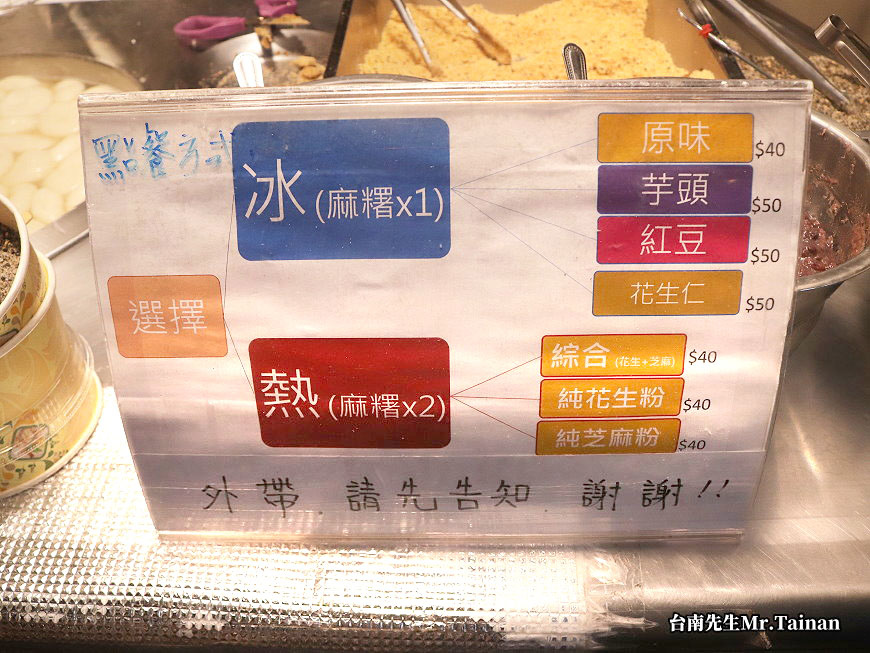 點餐方式
選擇
冰 (麻糬x1)
原味 $40
芋頭 $50
紅豆 $50
花生仁 $50
熱 (麻糬x2)
綜合 (花生+芝麻) $40
純花生粉 $40
純芝麻粉 $40
外帶.請先告知.謝謝!!
台南先生Mr.Tainan